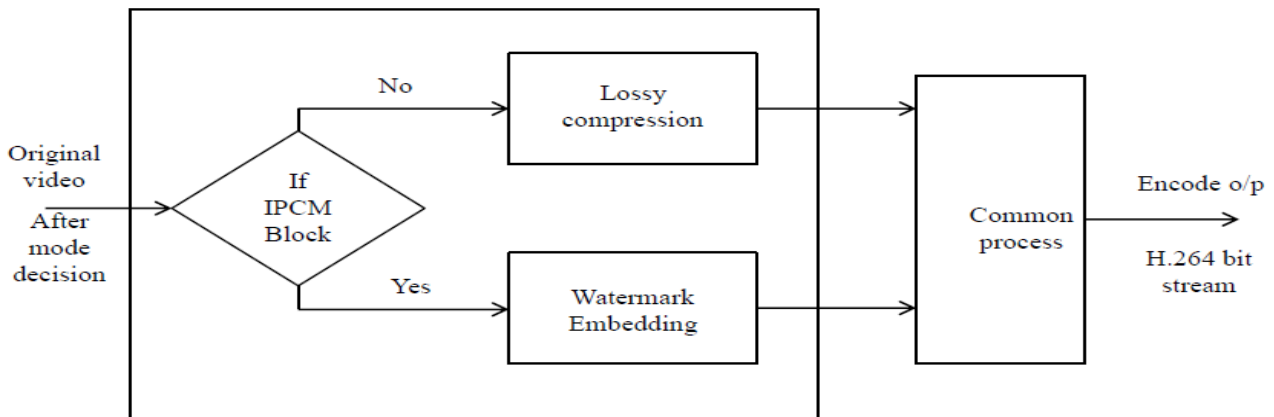 Original
video
After
mode
decision
If
IPCM
Block
No
Yes
Lossy
compression
Watermark
Embedding
Common
process
Encode o/p
H.264 bit
stream